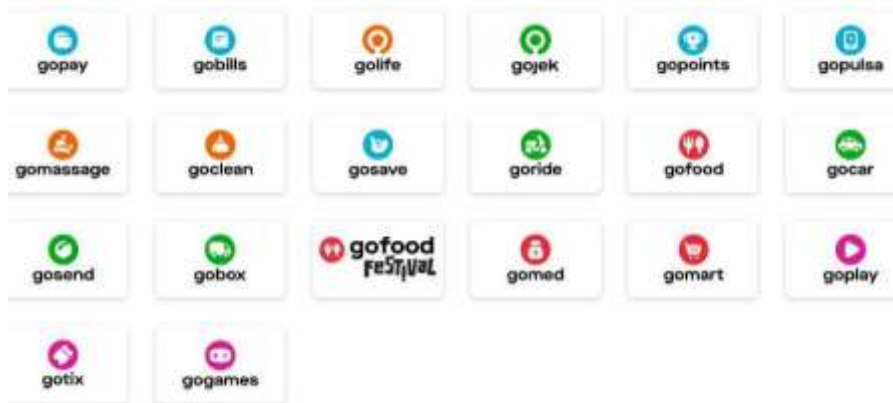 gopay
gobills
golife
gojek
gopoints
gopulsa
gomassage
goclean
gosave
goride
gofood
gocar
gosend
gobox
gofood
FeSTiVaL
gomed
gomart
goplay
gotix
gogames